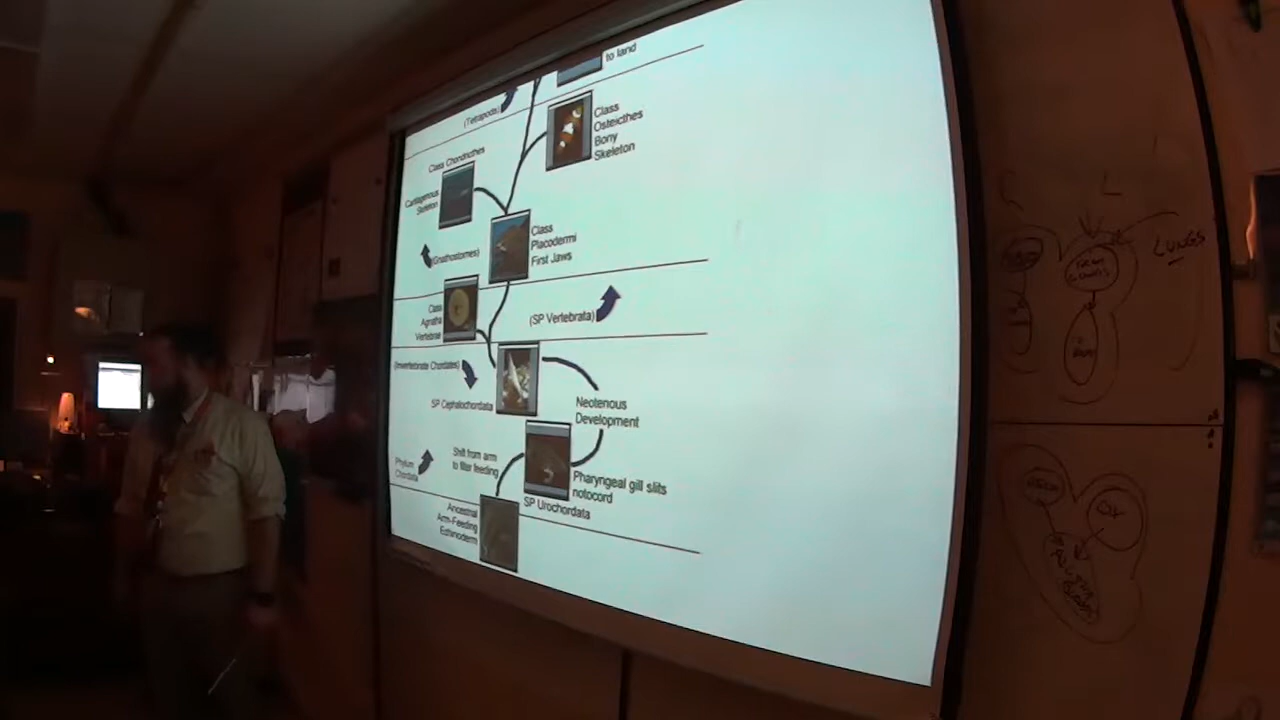 to land
(Tetrapods)
Class
Osteicthes
Bony
Skeleton
Class Chondricthes
Cartilagenous
Skeleton
Class
Placodermi
First Jaws
(Gnathostomes)
Class
Agnatha
Vertebrae
(SP Vertebrata)
(Invertebrate Chordates)
SP Cephalochordata
Neotenous
Development
Shift from arm
to filter feeding
Phylum
Chordata
Pharyngeal gill slits
notocord
SP Urochordata
Ancestral
Arm-Feeding
Echinoderm
L
LUNGS